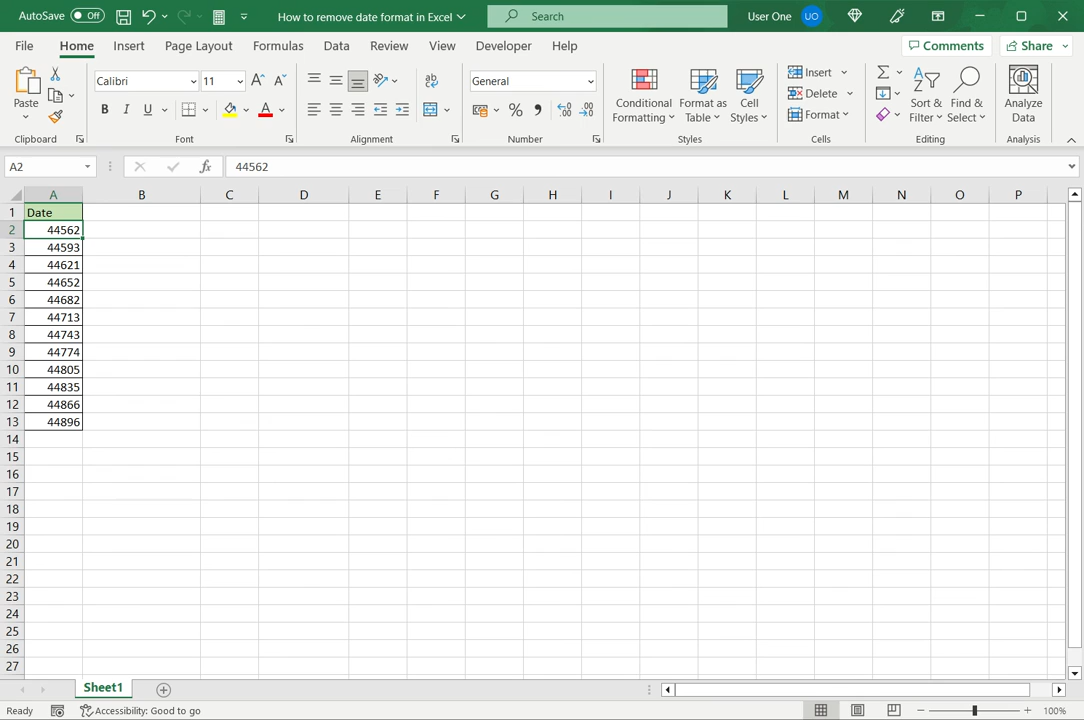 AutoSave Off How to remove date format in Excel Search User One UO
File Home Insert Page Layout Formulas Data Review View Developer Help Comments Share
Paste Calibri 11 General Conditional Formatting Format as Table Cell Styles Insert Delete Format Sort & Filter Find & Select Analyze Data
B I U A
Clipboard Font Alignment Number Styles Cells Editing Analysis
A2 fx 44562
A B C D E F G H I J K L M N O P
1 Date
2 44562
3 44593
4 44621
5 44652
6 44682
7 44713
8 44743
9 44774
10 44805
11 44835
12 44866
13 44896
14
15
16
17
18
19
20
21
22
23
24
25
26
27
Sheet1
Ready Accessibility: Good to go 100%